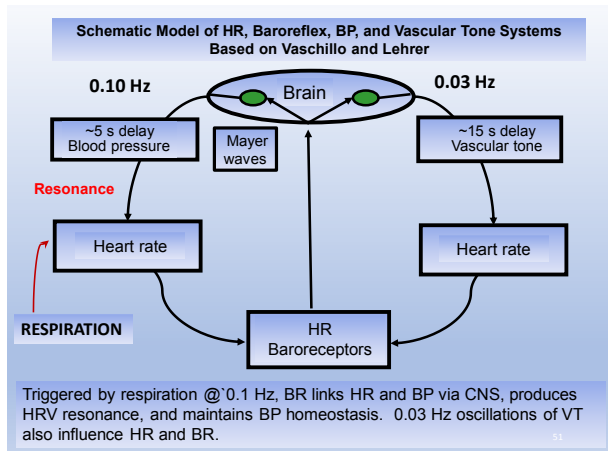 Schematic Model of HR, Baroreflex, BP, and Vascular Tone Systems
Based on Vaschillo and Lehrer
0.10 Hz
Brain
0.03 Hz
~5 s delay
Blood pressure
Mayer
waves
~15 s delay
Vascular tone
Resonance
Heart rate
Heart rate
RESPIRATION
HR
Baroreceptors
Triggered by respiration @`0.1 Hz, BR links HR and BP via CNS, produces
HRV resonance, and maintains BP homeostasis.  0.03 Hz oscillations of VT
also influence HR and BR.
51